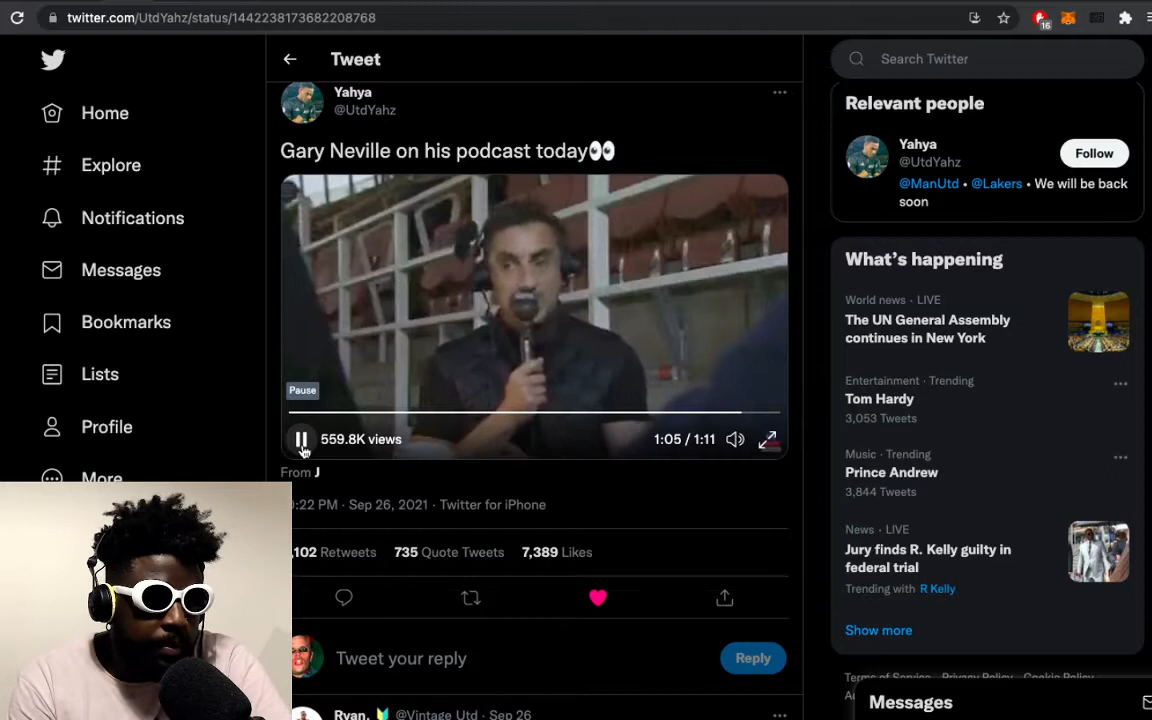 twitter.com/UtdYahz/status/1442238173682208768
16
Home
Explore
Notifications
Messages
Bookmarks
Lists
Profile
More
Tweet
Yahya
@UtdYahz
Gary Neville on his podcast today👀
Pause
559.8K views
1:05 / 1:11
From J
:22 PM · Sep 26, 2021 · Twitter for iPhone
,102 Retweets 735 Quote Tweets 7,389 Likes
Tweet your reply
Reply
Ryan. 🔰 @Vintage_Utd · Sep 26
Search Twitter
Relevant people
Yahya
@UtdYahz
Follow
@ManUtd • @Lakers • We will be back
soon
What's happening
World news · LIVE
The UN General Assembly
continues in New York
Entertainment · Trending
Tom Hardy
3,053 Tweets
Music · Trending
Prince Andrew
3,844 Tweets
News · LIVE
Jury finds R. Kelly guilty in
federal trial
Trending with R Kelly
Show more
Terms of Service Privacy Policy Cookie Policy
Messages